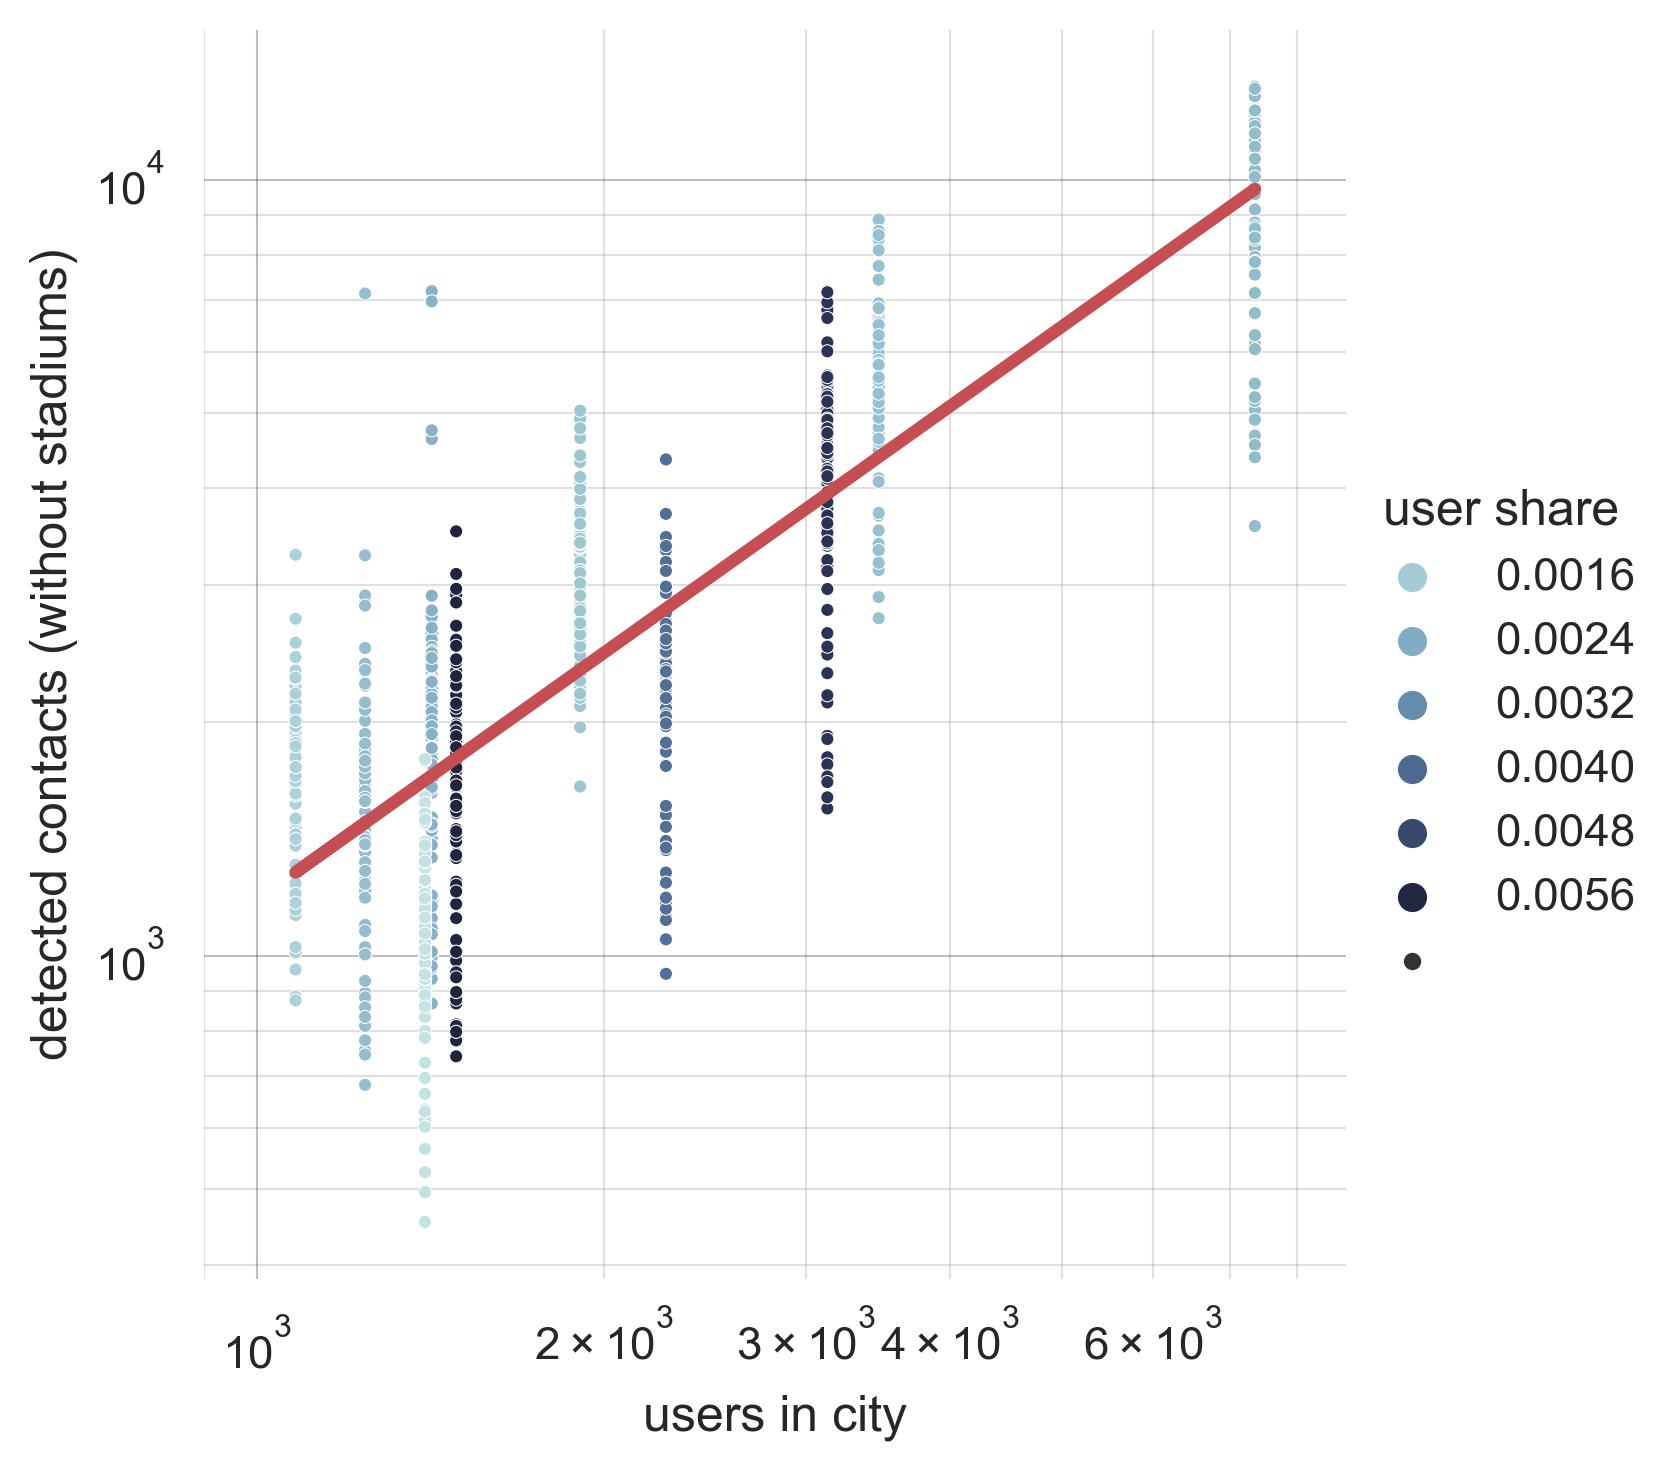 detected contacts (without stadiums)
10^4
10^3
10^3
2 × 10^3
3 × 10^3
4 × 10^3
6 × 10^3
users in city
user share
0.0016
0.0024
0.0032
0.0040
0.0048
0.0056